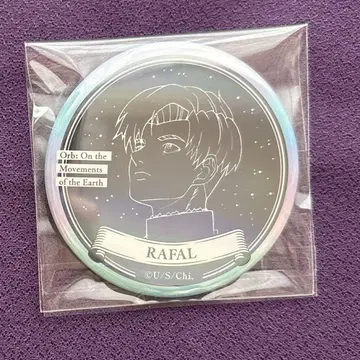 Orb: On the
Movements
of the Earth
RAFAL
©U/S/Chi.